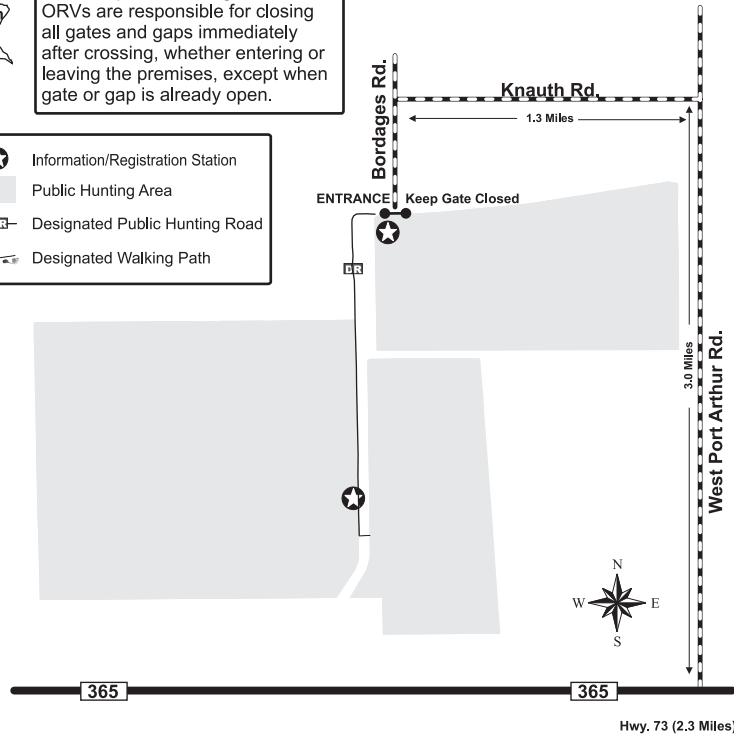 ORVs are responsible for closing
all gates and gaps immediately
after crossing, whether entering or
leaving the premises, except when
gate or gap is already open.
Bordages Rd.
Knauth Rd.
1.3 Miles
Information/Registration Station
Public Hunting Area
Designated Public Hunting Road
Designated Walking Path
ENTRANCE Keep Gate Closed
DR
3.0 Miles
West Port Arthur Rd.
N
W E
S
365 365
Hwy. 73 (2.3 Miles)